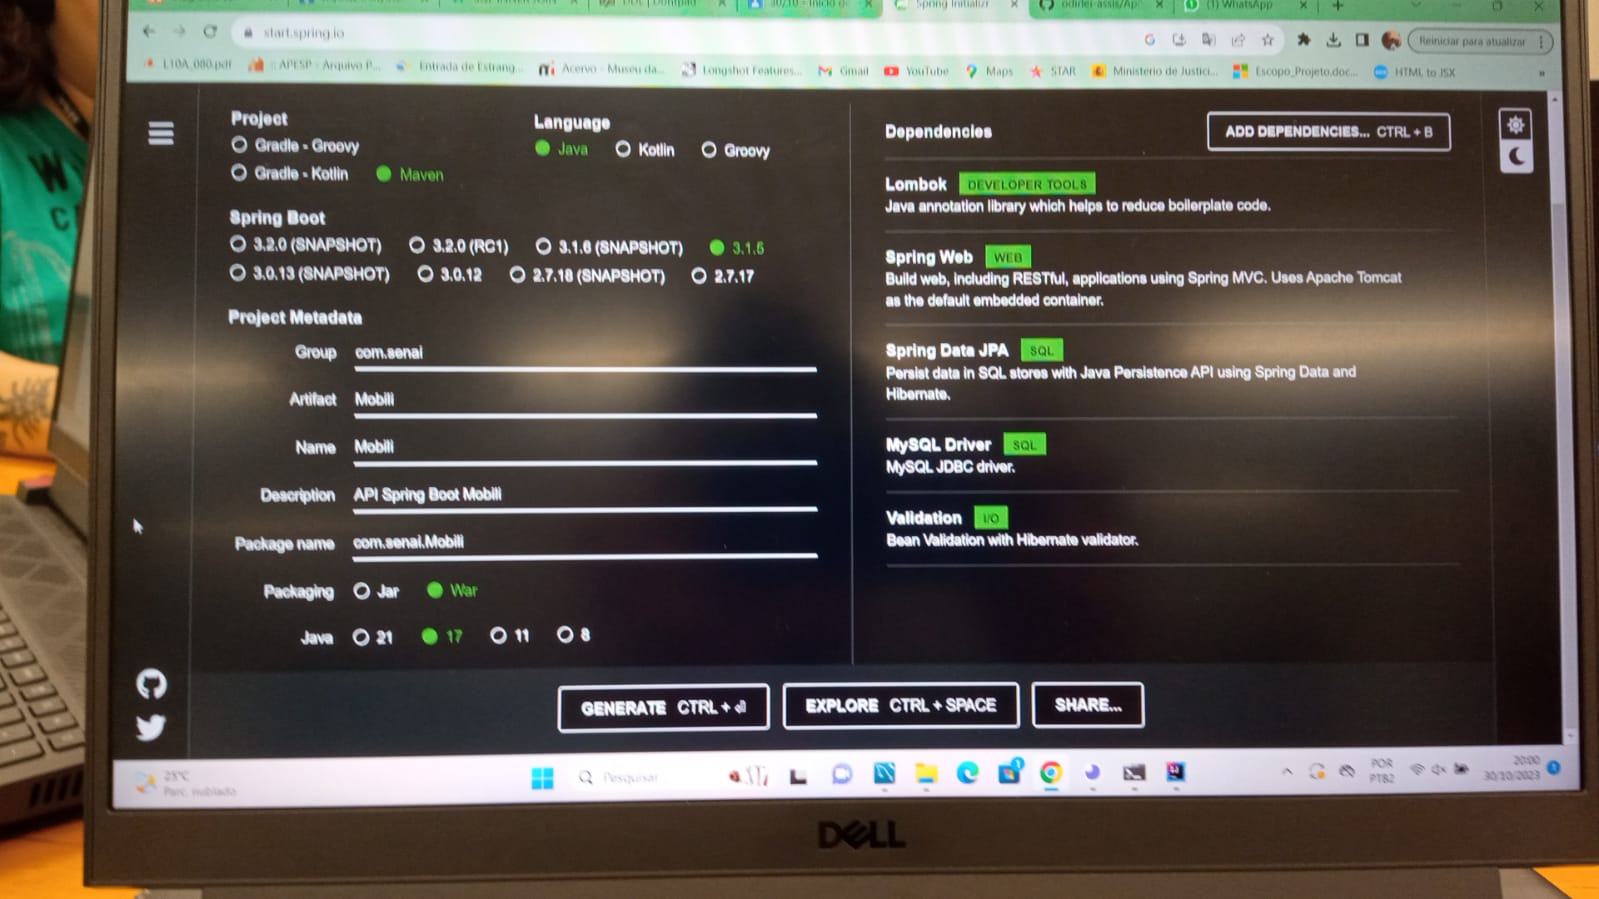 Spring Initializr
odirlei-assis/Ap
(1) WhatsApp
start.spring.io
Reiniciar para atualizar
L10A_080.pdf
APESP - Arquivo P...
Entrada de Estrang...
Acervo - Museu da...
Longshot Features...
Gmail
YouTube
Maps
STAR
Ministerio de Justici...
Escopo_Projeto.doc...
HTML to JSX
Project
Gradle - Groovy
Gradle - Kotlin Maven
Language
Java Kotlin Groovy
Spring Boot
3.2.0 (SNAPSHOT) 3.2.0 (RC1) 3.1.6 (SNAPSHOT) 3.1.5
3.0.13 (SNAPSHOT) 3.0.12 2.7.18 (SNAPSHOT) 2.7.17
Project Metadata
Group com.senai
Artifact Mobili
Name Mobili
Description API Spring Boot Mobili
Package name com.senai.Mobili
Packaging Jar War
Java 21 17 11 8
Dependencies
ADD DEPENDENCIES... CTRL + B
Lombok DEVELOPER TOOLS
Java annotation library which helps to reduce boilerplate code.
Spring Web WEB
Build web, including RESTful, applications using Spring MVC. Uses Apache Tomcat
as the default embedded container.
Spring Data JPA SQL
Persist data in SQL stores with Java Persistence API using Spring Data and
Hibernate.
MySQL Driver SQL
MySQL JDBC driver.
Validation I/O
Bean Validation with Hibernate validator.
GENERATE CTRL + ⏎
EXPLORE CTRL + SPACE
SHARE...
25°C
Parc. nublado
Pesquisar
POR
PTB2
20:00
30/10/2023
DELL